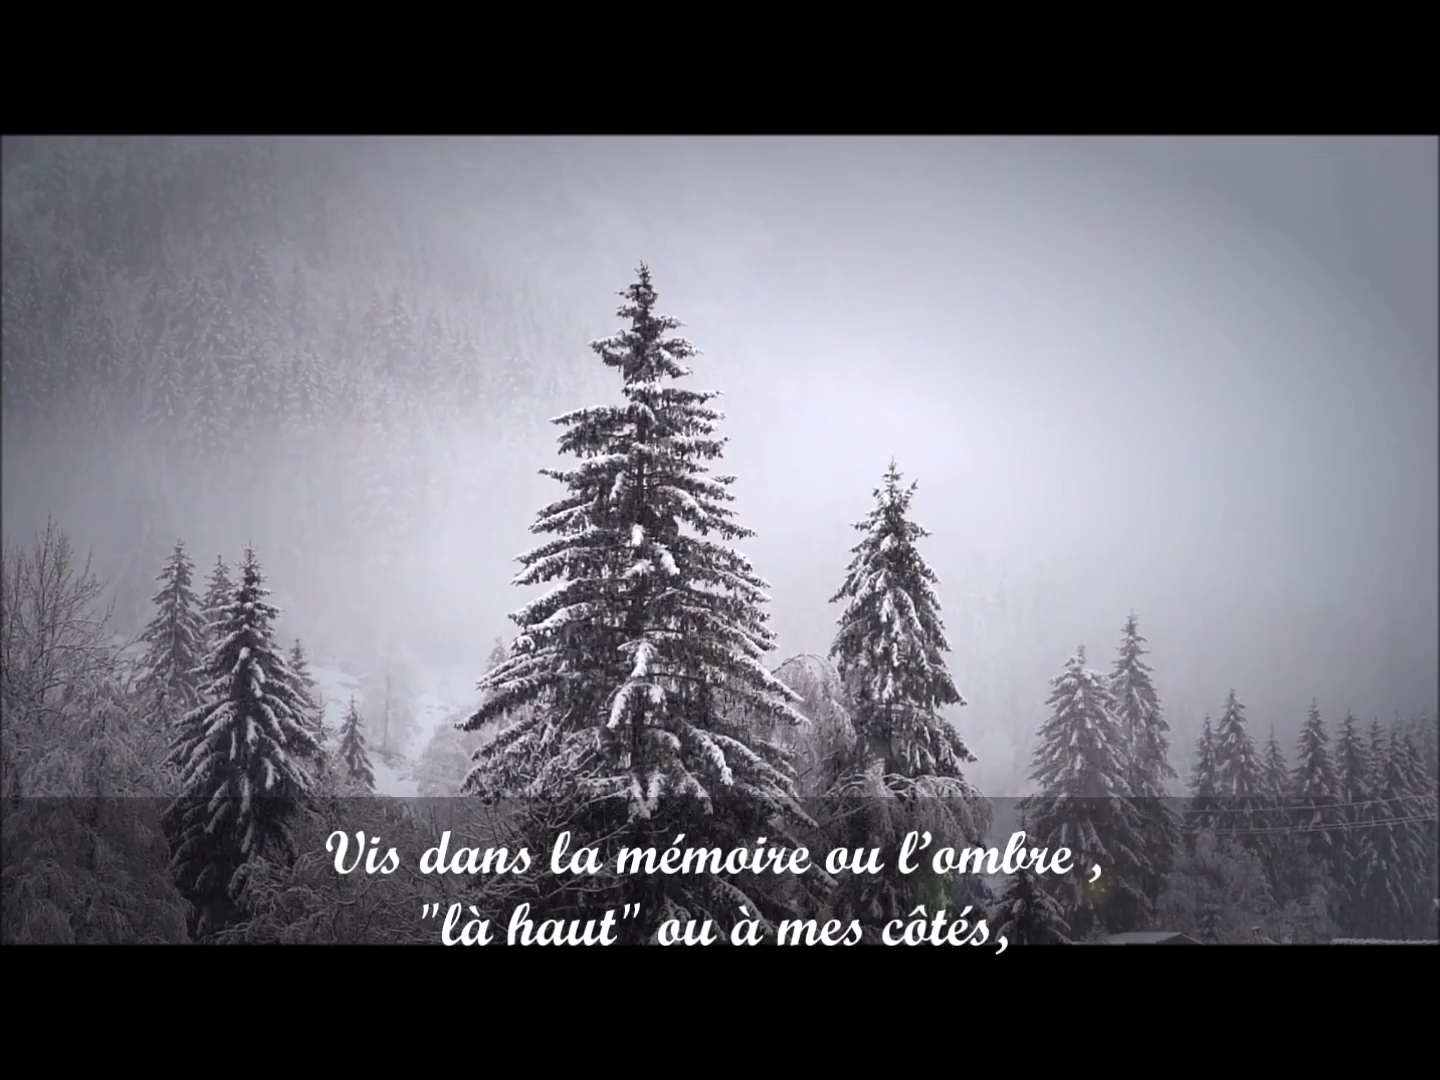 Vis dans la mémoire ou l'ombre ,
"là haut" ou à mes côtés,